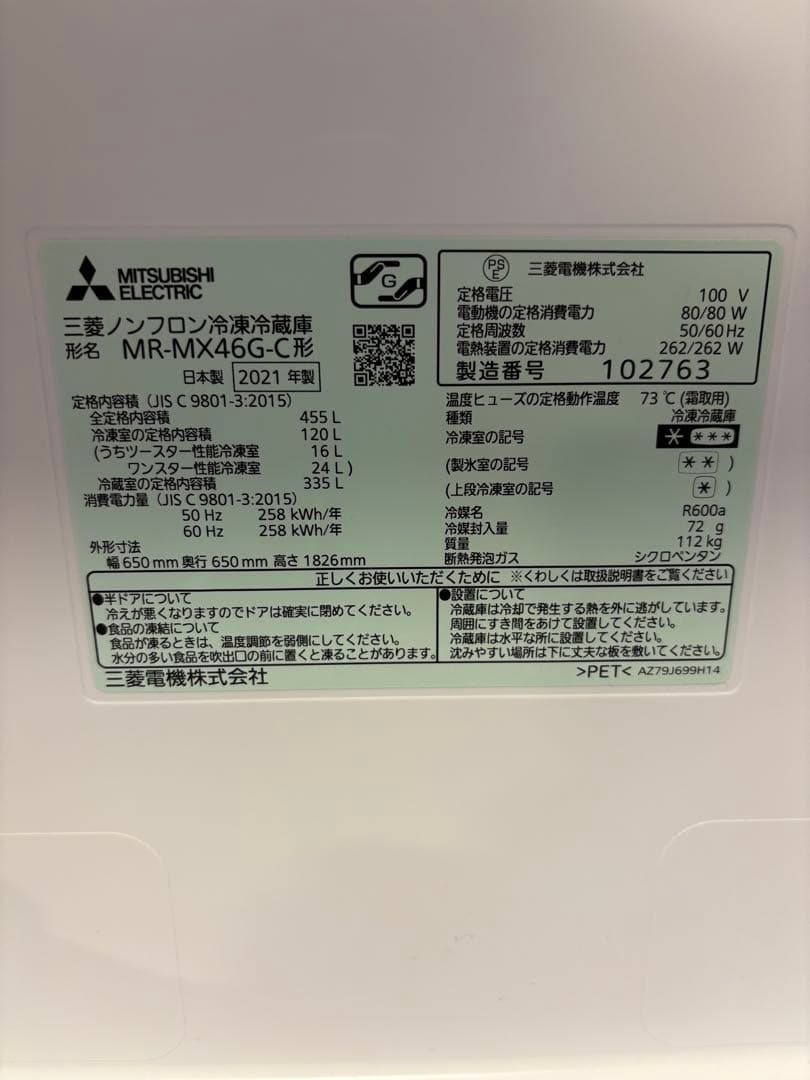 MITSUBISHI
ELECTRIC
G
三菱ノンフロン冷凍冷蔵庫
形名 MR-MX46G-C形
日本製 2021 年製
定格内容積（JIS C 9801-3:2015）
全定格内容積 455 L
冷凍室の定格内容積 120 L
(うちツースター性能冷凍室 16 L
ワンスター性能冷凍室 24 L )
冷蔵室の定格内容積 335 L
消費電力量（JIS C 9801-3:2015）
50 Hz 258 kWh/年
60 Hz 258 kWh/年
外形寸法
幅 650 mm 奥行 650 mm 高さ 1826mm
PSE 三菱電機株式会社
定格電圧 100 V
電動機の定格消費電力 80/80 W
定格周波数 50/60 Hz
電熱装置の定格消費電力 262/262 W
製造番号 102763
温度ヒューズの定格動作温度 73 ℃ (霜取用)
種類 冷凍冷蔵庫
冷凍室の記号 * ***
(製氷室の記号 ** )
(上段冷凍室の記号 * )
冷媒名 R600a
冷媒封入量 72 g
質量 112 kg
断熱発泡ガス シクロペンタン
正しくお使いいただくために ※くわしくは取扱説明書をご覧ください
●半ドアについて
冷えが悪くなりますのでドアは確実に閉めてください。
●食品の凍結について
食品が凍るときは、温度調節を弱側にしてください。
水分の多い食品を吹出口の前に置くと凍ることがあります。
●設置について
冷蔵庫は冷却で発生する熱を外に逃がしています。
周囲にすき間をあけて設置してください。
冷蔵庫は水平な所に設置してください。
沈みやすい場所は下に丈夫な板を敷いてください。
三菱電機株式会社
>PET< AZ79J699H14